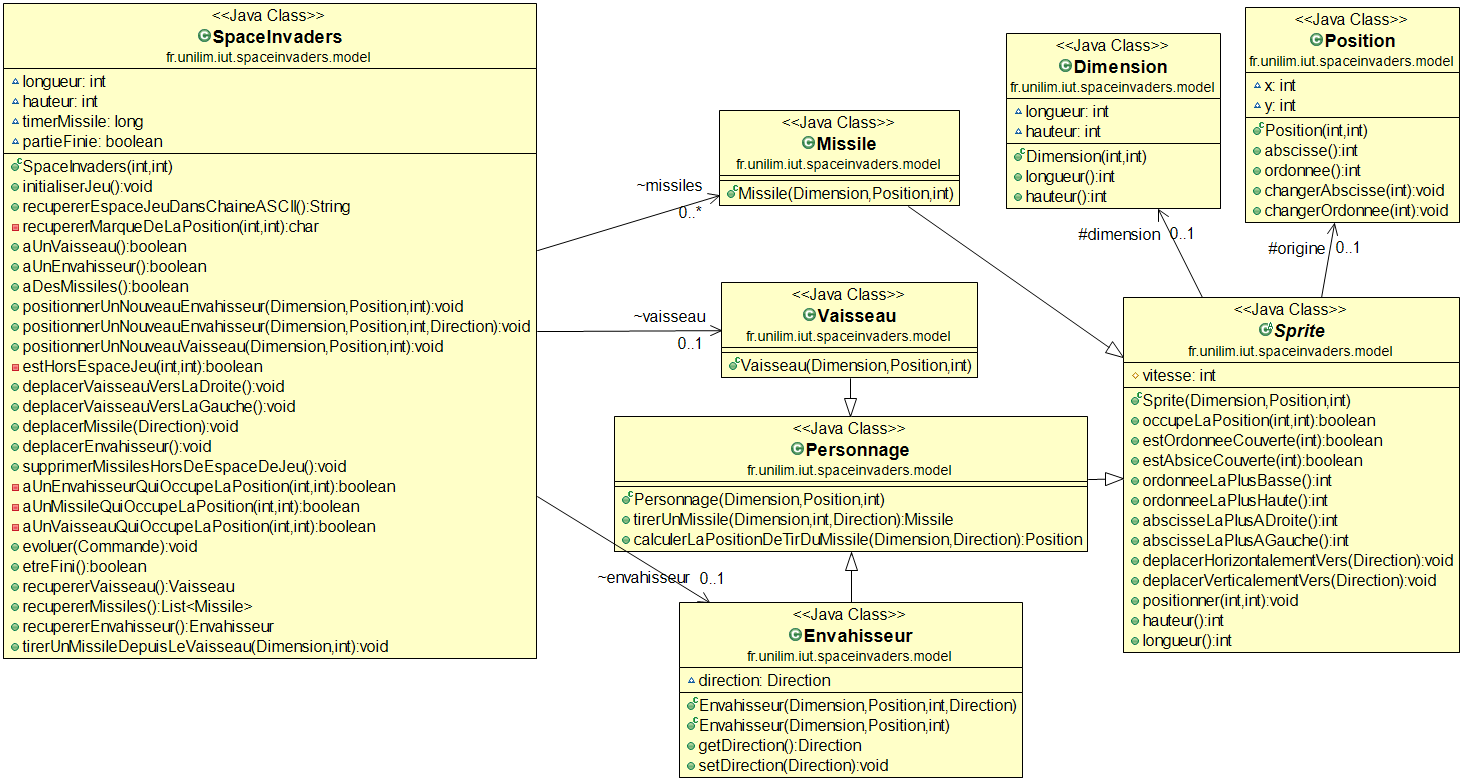 <<Java Class>>
SpaceInvaders
fr.unilim.iut.spaceinvaders.model
longueur: int
hauteur: int
timerMissile: long
partieFinie: boolean
SpaceInvaders(int,int)
initialiserJeu():void
recupererEspaceJeuDansChaineASCII():String
recupererMarqueDeLaPosition(int,int):char
aUnVaisseau():boolean
aUnEnvahisseur():boolean
aDesMissiles():boolean
positionnerUnNouveauEnvahisseur(Dimension,Position,int):void
positionnerUnNouveauEnvahisseur(Dimension,Position,int,Direction):void
positionnerUnNouveauVaisseau(Dimension,Position,int):void
estHorsEspaceJeu(int,int):boolean
deplacerVaisseauVersLaDroite():void
deplacerVaisseauVersLaGauche():void
deplacerMissile(Direction):void
deplacerEnvahisseur():void
supprimerMissilesHorsDeEspaceDeJeu():void
aUnEnvahisseurQuiOccupeLaPosition(int,int):boolean
aUnMissileQuiOccupeLaPosition(int,int):boolean
aUnVaisseauQuiOccupeLaPosition(int,int):boolean
evoluer(Commande):void
etreFini():boolean
recupererVaisseau():Vaisseau
recupererMissiles():List<Missile>
recupererEnvahisseur():Envahisseur
tirerUnMissileDepuisLeVaisseau(Dimension,int):void
~missiles
0..*
~vaisseau
0..1
~envahisseur
0..1
<<Java Class>>
Missile
fr.unilim.iut.spaceinvaders.model
Missile(Dimension,Position,int)
<<Java Class>>
Vaisseau
fr.unilim.iut.spaceinvaders.model
Vaisseau(Dimension,Position,int)
<<Java Class>>
Personnage
fr.unilim.iut.spaceinvaders.model
Personnage(Dimension,Position,int)
tirerUnMissile(Dimension,int,Direction):Missile
calculerLaPositionDeTirDuMissile(Dimension,Direction):Position
<<Java Class>>
Envahisseur
fr.unilim.iut.spaceinvaders.model
direction: Direction
Envahisseur(Dimension,Position,int,Direction)
Envahisseur(Dimension,Position,int)
getDirection():Direction
setDirection(Direction):void
<<Java Class>>
Dimension
fr.unilim.iut.spaceinvaders.model
longueur: int
hauteur: int
Dimension(int,int)
longueur():int
hauteur():int
<<Java Class>>
Position
fr.unilim.iut.spaceinvaders.model
x: int
y: int
Position(int,int)
abscisse():int
ordonnee():int
changerAbscisse(int):void
changerOrdonnee(int):void
#dimension
0..1
#origine
0..1
<<Java Class>>
Sprite
fr.unilim.iut.spaceinvaders.model
vitesse: int
Sprite(Dimension,Position,int)
occupeLaPosition(int,int):boolean
estOrdonneeCouverte(int):boolean
estAbsiceCouverte(int):boolean
ordonneeLaPlusBasse():int
ordonneeLaPlusHaute():int
abscisseLaPlusADroite():int
abscisseLaPlusAGauche():int
deplacerHorizontalementVers(Direction):void
deplacerVerticalementVers(Direction):void
positionner(int,int):void
hauteur():int
longueur():int